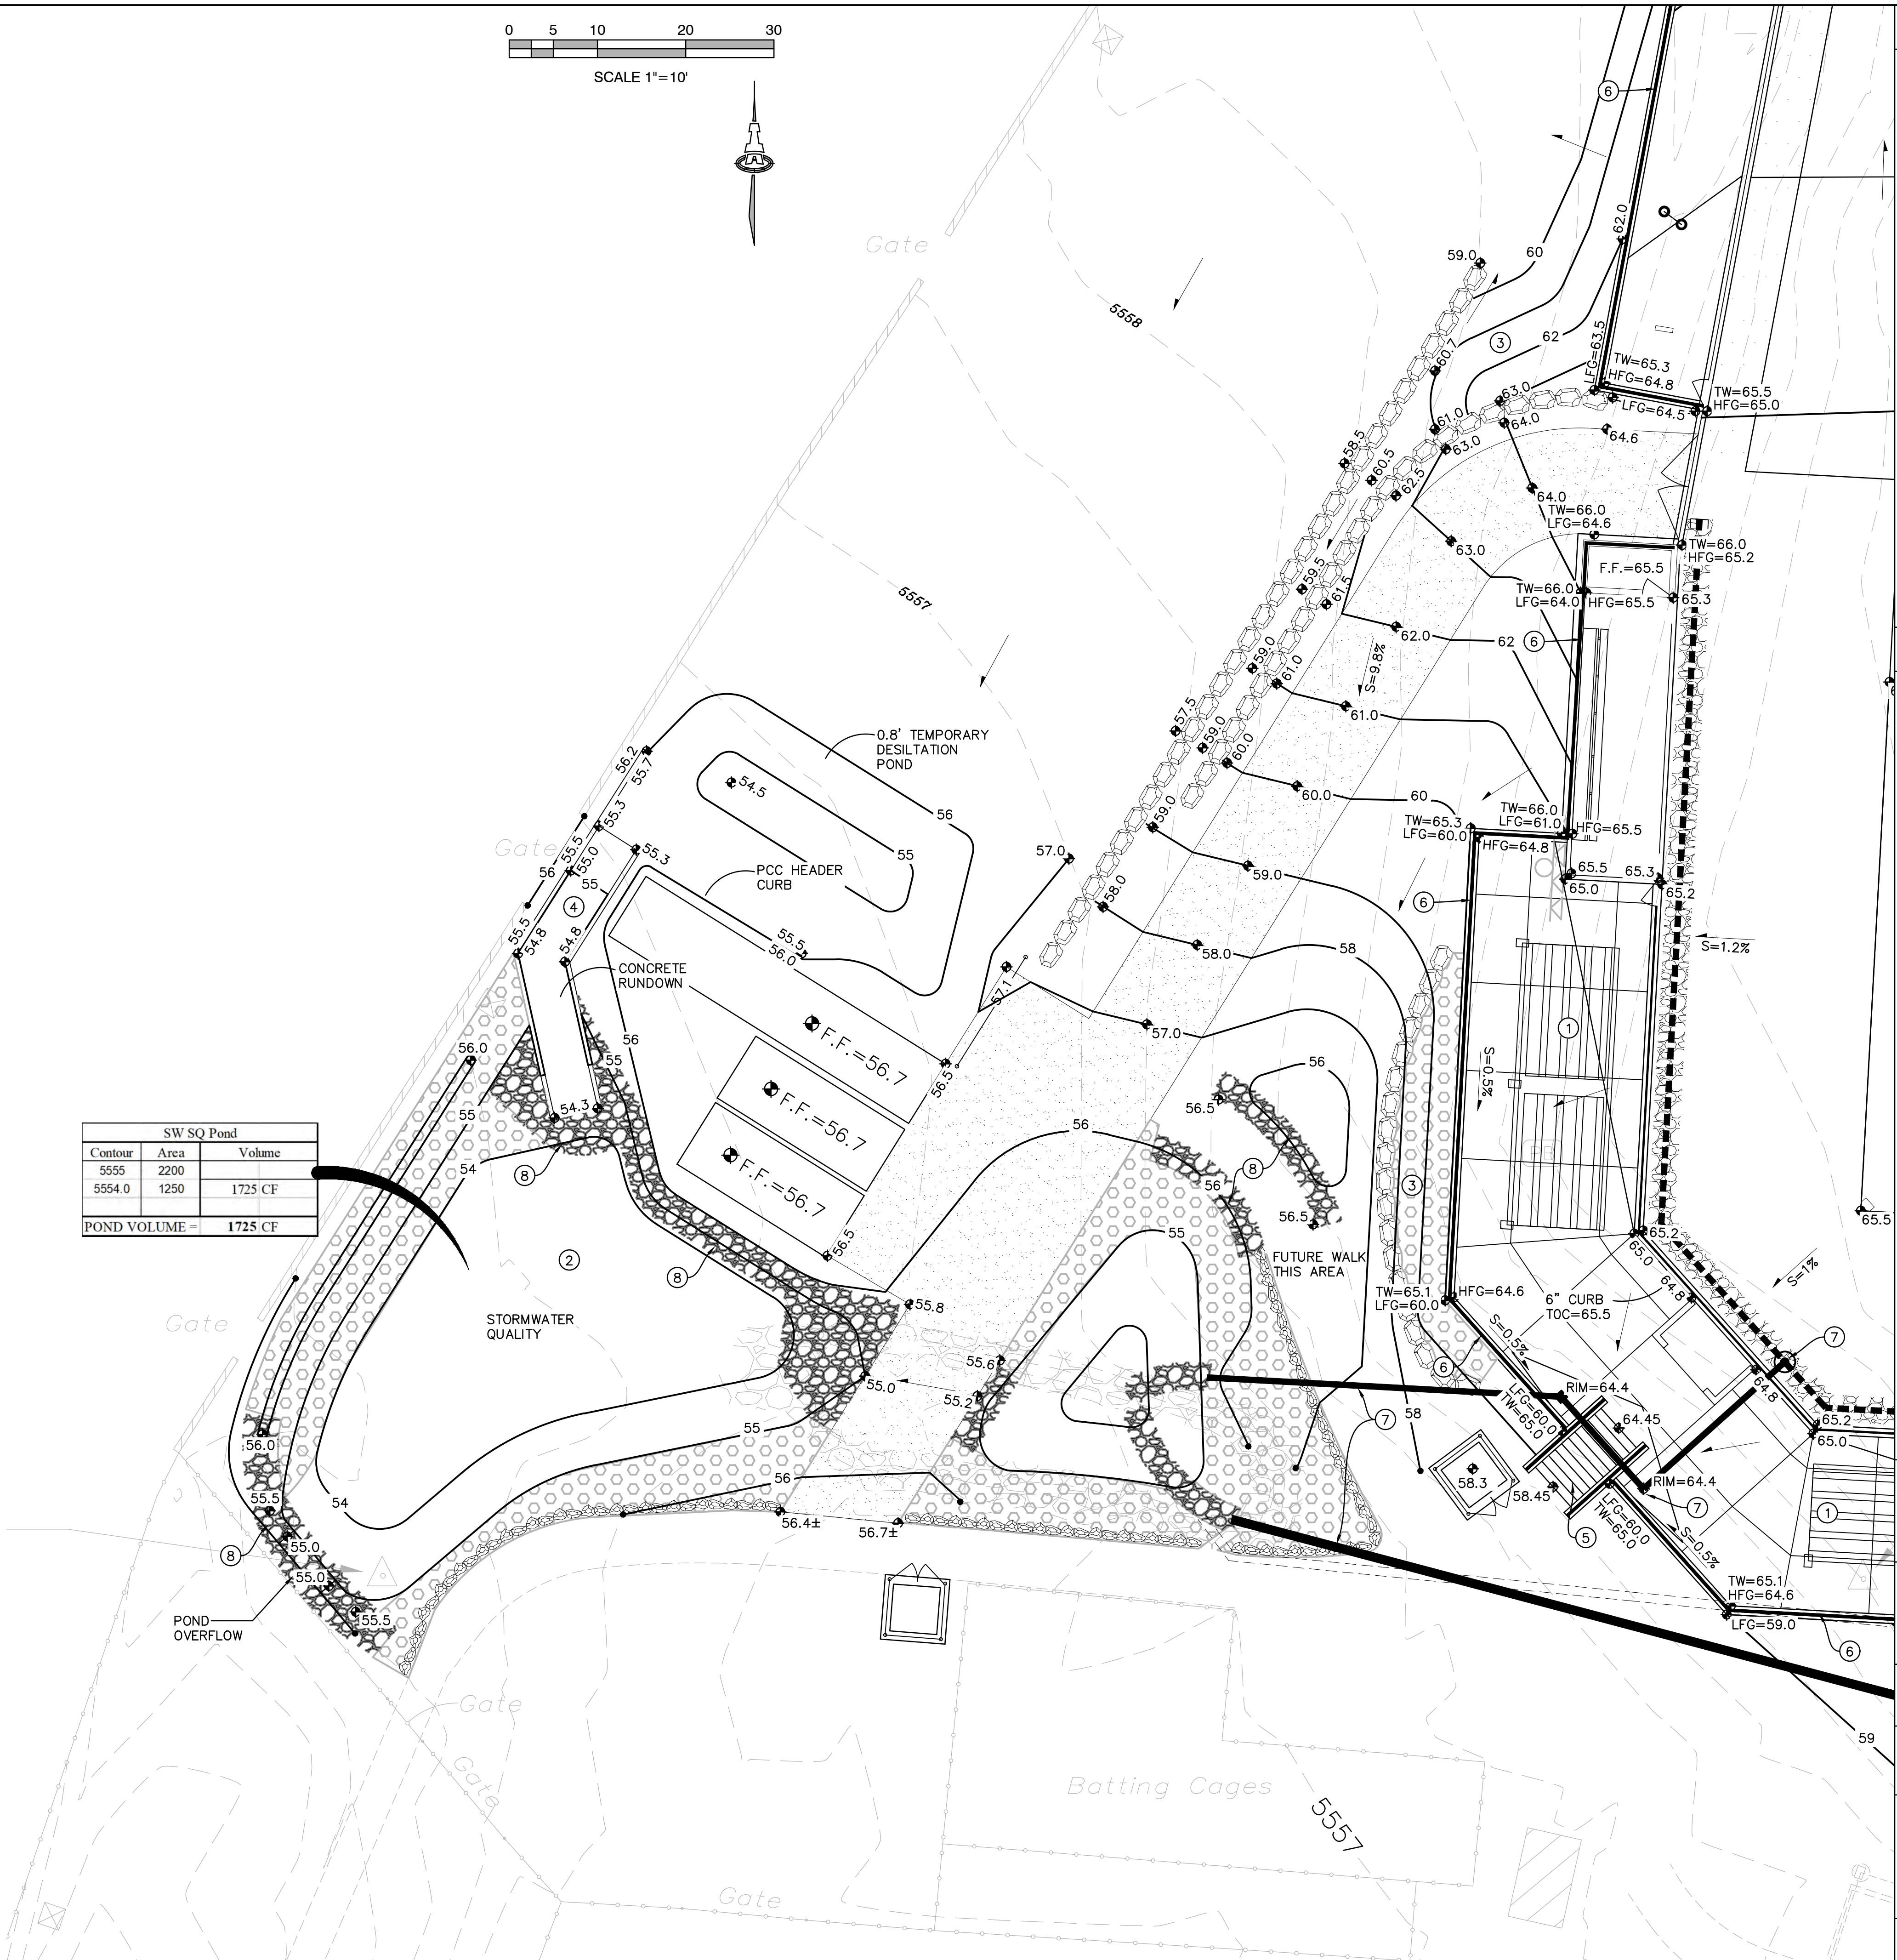 0 5 10 20 30
SCALE 1"=10'
6
Gate
62.0
59.0
60
5558
LFG=63.5
3
62
60.7
TW=65.3
HFG=64.8
TW=65.5
HFG=65.0
63.0
LFG=64.5
61.0
64.0
64.6
63.0
58.5
60.5
62.5
64.0
TW=66.0
LFG=64.6
63.0
TW=66.0
HFG=65.2
F.F.=65.5
5557
59.5
61.5
TW=66.0
LFG=64.0
HFG=65.5
65.3
62.0
62
6
S=9.8%
59.0
61.0
61.0
57.5
59.0
60.0
0.8' TEMPORARY
DESILTATION
POND
56.2
55.7
54.5
60.0
60
56
55.3
59.0
TW=66.0
LFG=61.0
HFG=65.5
TW=65.3
LFG=60.0
HFG=64.8
Gate
55.5
55.0
55.3
55
57.0
PCC HEADER
CURB
59.0
65.5
65.3
65.0
65.2
56
55
4
58.0
6
55.5
54.8
54.8
55.5
56.0
58.0
58
S=1.2%
CONCRETE
RUNDOWN
57.1
57.0
1
F.F.=56.7
56
56.0
55
56
S=0.5%
56.5
F.F.=56.7
56.5
54.3
55
56
SW SQ Pond
Contour Area Volume
5555 2200
5554.0 1250 1725 CF
POND VOLUME = 1725 CF
54
8
F.F.=56.7
8
56
3
56.5
65.5
56.5
55
65.2
65.0
2
8
FUTURE WALK
THIS AREA
S=1%
64.8
TW=65.1
LFG=60.0
HFG=64.6
6" CURB
TOC=65.5
55.8
STORMWATER
QUALITY
Gate
S=0.5%
7
55.6
6
55.0
55.2
RIM=64.4
64.8
LFG=60.0
TW=65.0
58
7
64.45
65.2
65.0
55
56.0
56
58.3
58.45
RIM=64.4
54
55.5
7
LFG=60.0
TW=65.0
1
56.4±
56.7±
5
S=0.5%
8
55.0
55.0
TW=65.1
HFG=64.6
LFG=59.0
55.5
POND
OVERFLOW
6
Gate
59
Gate
Batting Cages
5557
Gate